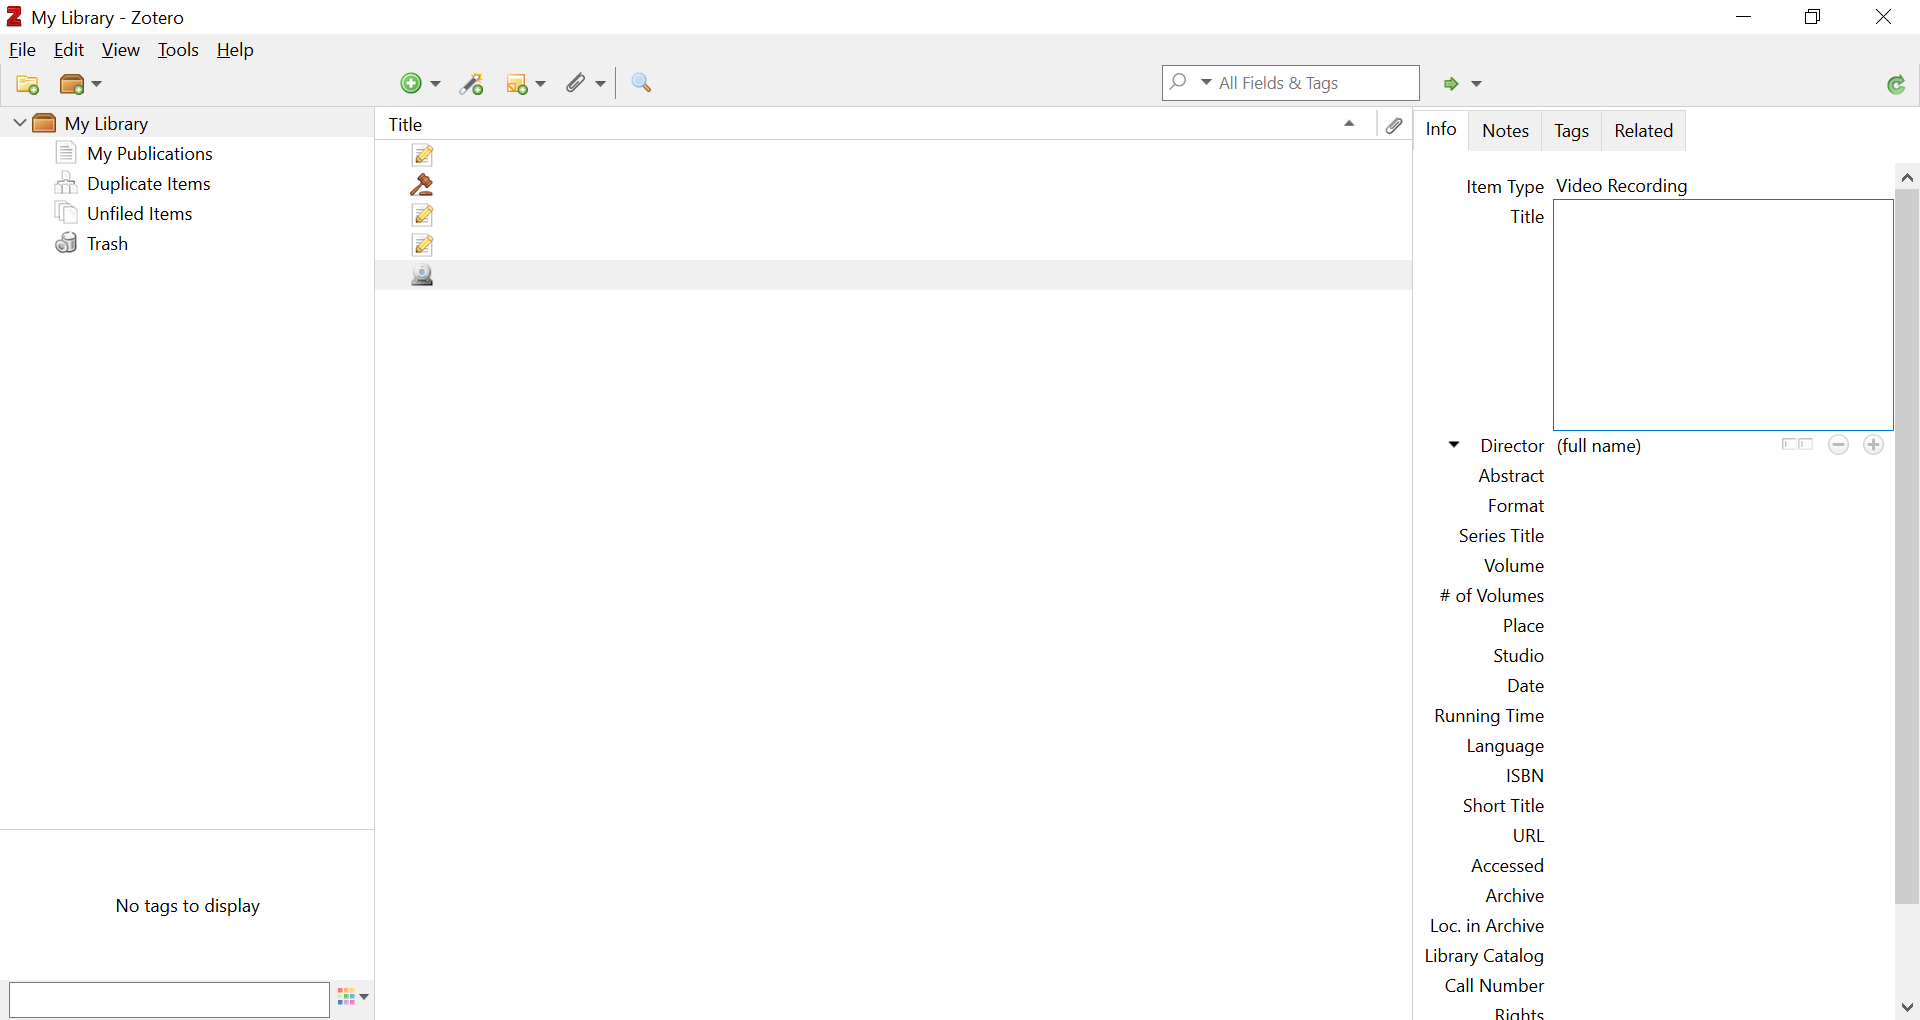 My Library - Zotero
File Edit View Tools Help
All Fields & Tags
My Library
My Publications
Duplicate Items
Unfiled Items
Trash
No tags to display
Title
Info Notes Tags Related
Item Type Video Recording
Title
Director (full name)
Abstract
Format
Series Title
Volume
# of Volumes
Place
Studio
Date
Running Time
Language
ISBN
Short Title
URL
Accessed
Archive
Loc. in Archive
Library Catalog
Call Number
Rights